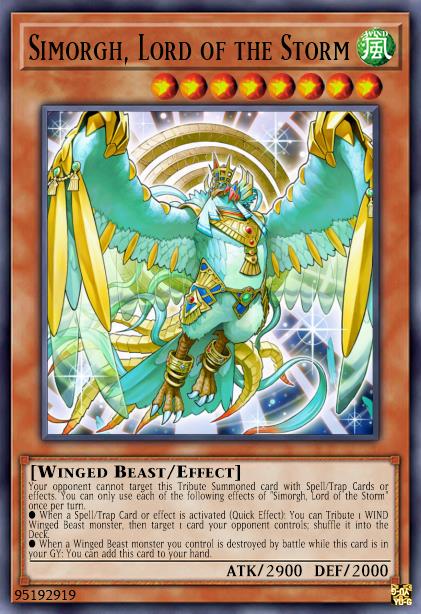 Simorgh, Lord of the Storm
WIND
風
[Winged Beast/Effect]
Your opponent cannot target this Tribute Summoned card with Spell/Trap Cards or
effects. You can only use each of the following effects of "Simorgh, Lord of the Storm"
once per turn.
● When a Spell/Trap Card or effect is activated (Quick Effect): You can Tribute 1 WIND
Winged Beast monster, then target 1 card your opponent controls; shuffle it into the
Deck.
● When a Winged Beast monster you control is destroyed by battle while this card is in
your GY: You can add this card to your hand.
ATK/2900 DEF/2000
95192919